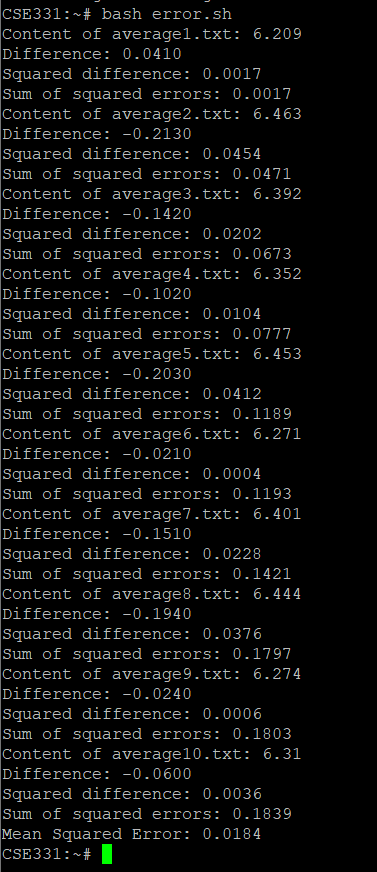 CSE331:~# bash error.sh
Content of average1.txt: 6.209
Difference: 0.0410
Squared difference: 0.0017
Sum of squared errors: 0.0017
Content of average2.txt: 6.463
Difference: -0.2130
Squared difference: 0.0454
Sum of squared errors: 0.0471
Content of average3.txt: 6.392
Difference: -0.1420
Squared difference: 0.0202
Sum of squared errors: 0.0673
Content of average4.txt: 6.352
Difference: -0.1020
Squared difference: 0.0104
Sum of squared errors: 0.0777
Content of average5.txt: 6.453
Difference: -0.2030
Squared difference: 0.0412
Sum of squared errors: 0.1189
Content of average6.txt: 6.271
Difference: -0.0210
Squared difference: 0.0004
Sum of squared errors: 0.1193
Content of average7.txt: 6.401
Difference: -0.1510
Squared difference: 0.0228
Sum of squared errors: 0.1421
Content of average8.txt: 6.444
Difference: -0.1940
Squared difference: 0.0376
Sum of squared errors: 0.1797
Content of average9.txt: 6.274
Difference: -0.0240
Squared difference: 0.0006
Sum of squared errors: 0.1803
Content of average10.txt: 6.31
Difference: -0.0600
Squared difference: 0.0036
Sum of squared errors: 0.1839
Mean Squared Error: 0.0184
CSE331:~#